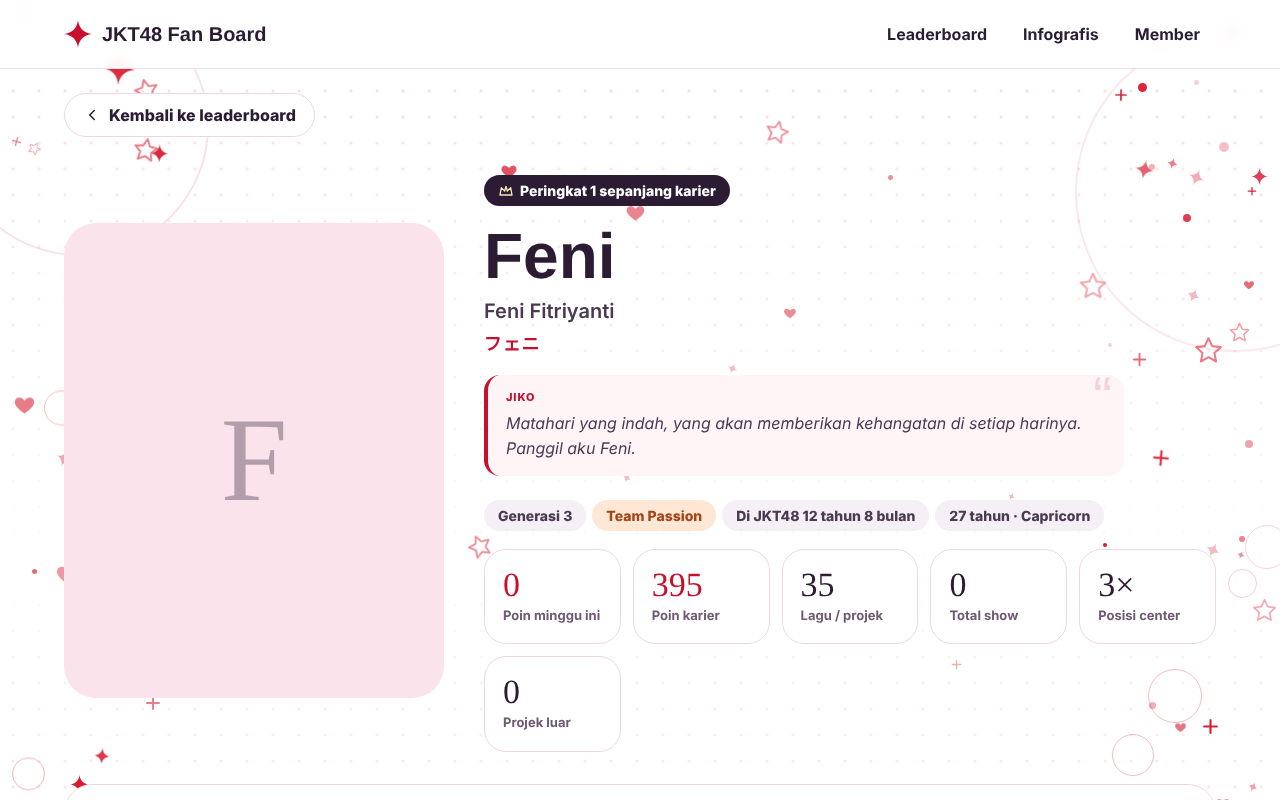 JKT48 Fan Board
Leaderboard
Infografis
Member
Kembali ke leaderboard
Peringkat 1 sepanjang karier
Feni
Feni Fitriyanti
フェニ
JIKO
“
Matahari yang indah, yang akan memberikan kehangatan di setiap harinya.
Panggil aku Feni.
Generasi 3
Team Passion
Di JKT48 12 tahun 8 bulan
27 tahun · Capricorn
F
0
Poin minggu ini
395
Poin karier
35
Lagu / projek
0
Total show
3×
Posisi center
0
Projek luar